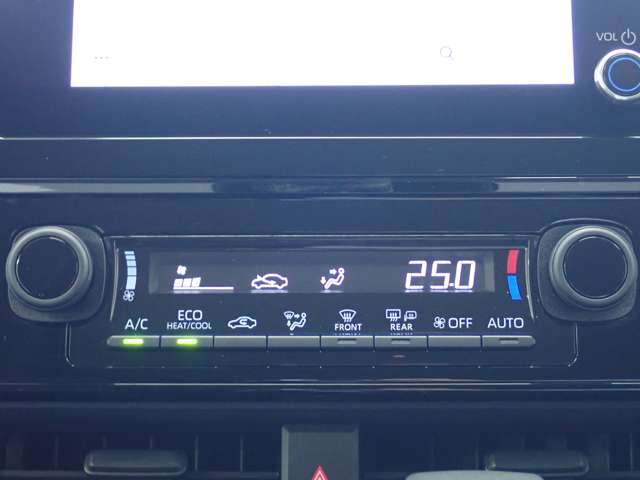 VOL
25.0
A/C
ECO
HEAT/COOL
FRONT
REAR
OFF
AUTO